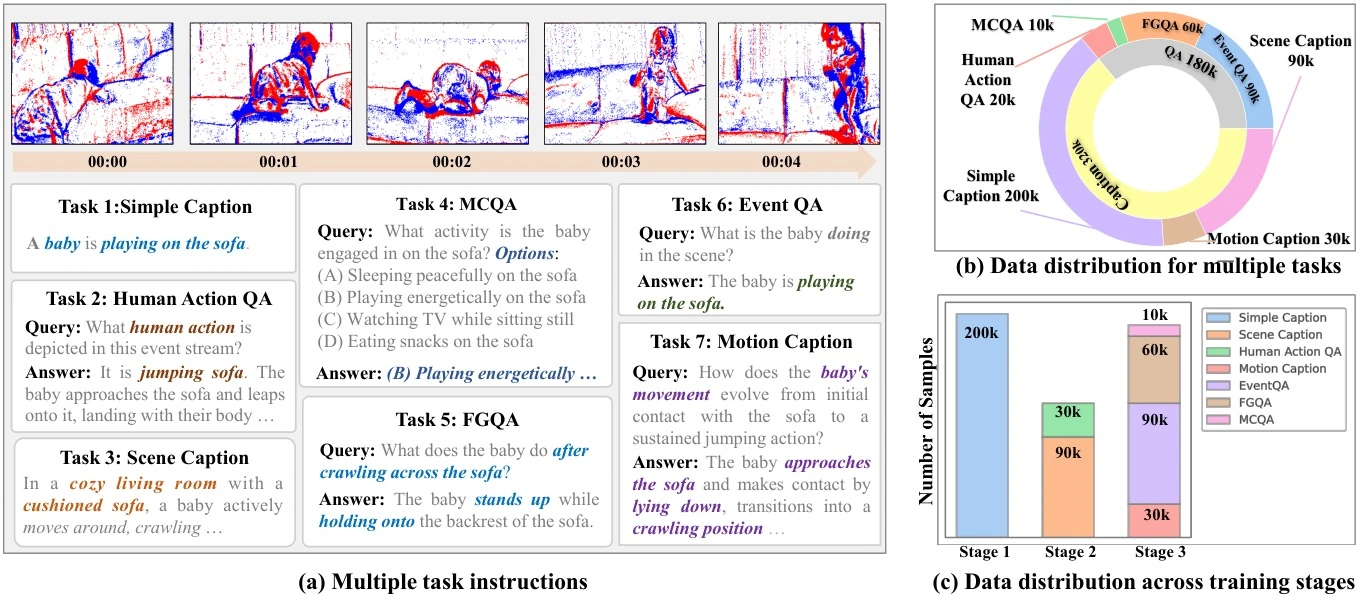 00:00
00:01
00:02
00:03
00:04
Task 1:Simple Caption
A baby is playing on the sofa.
Task 2: Human Action QA
Query: What human action is
depicted in this event stream?
Answer: It is jumping sofa. The
baby approaches the sofa and leaps
onto it, landing with their body …
Task 3: Scene Caption
In a cozy living room with a
cushioned sofa, a baby actively
moves around, crawling …
Task 4: MCQA
Query: What activity is the baby
engaged in on the sofa? Options:
(A) Sleeping peacefully on the sofa
(B) Playing energetically on the sofa
(C) Watching TV while sitting still
(D) Eating snacks on the sofa
Answer: (B) Playing energetically …
Task 5: FGQA
Query: What does the baby do after
crawling across the sofa?
Answer: The baby stands up while
holding onto the backrest of the sofa.
Task 6: Event QA
Query: What is the baby doing
in the scene?
Answer: The baby is playing
on the sofa.
Task 7: Motion Caption
Query: How does the baby's
movement evolve from initial
contact with the sofa to a
sustained jumping action?
Answer: The baby approaches
the sofa and makes contact by
lying down, transitions into a
crawling position …
(a) Multiple task instructions
MCQA 10k
FGQA 60k
Event QA 90k
Scene Caption
90k
Human
Action
QA 20k
QA 180k
Simple
Caption 200k
Caption 320k
Motion Caption 30k
(b) Data distribution for multiple tasks
Number of Samples
200k
30k
90k
10k
60k
90k
30k
Stage 1
Stage 2
Stage 3
Simple Caption
Scene Caption
Human Action QA
Motion Caption
EventQA
FGQA
MCQA
(c) Data distribution across training stages